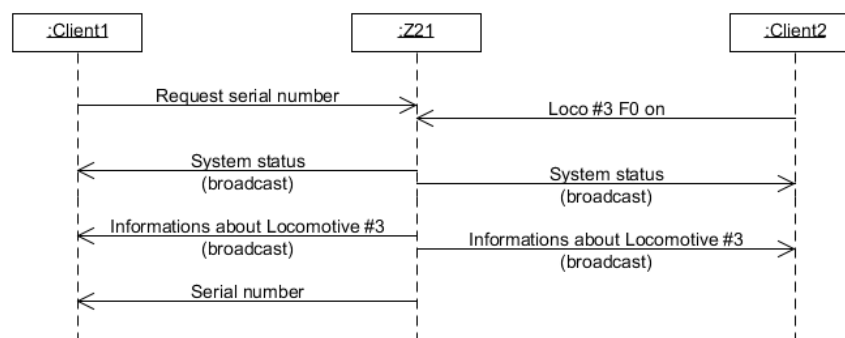 :Client1
:Z21
:Client2
Request serial number
Loco #3 F0 on
System status
(broadcast)
System status
(broadcast)
Informations about Locomotive #3
(broadcast)
Informations about Locomotive #3
(broadcast)
Serial number